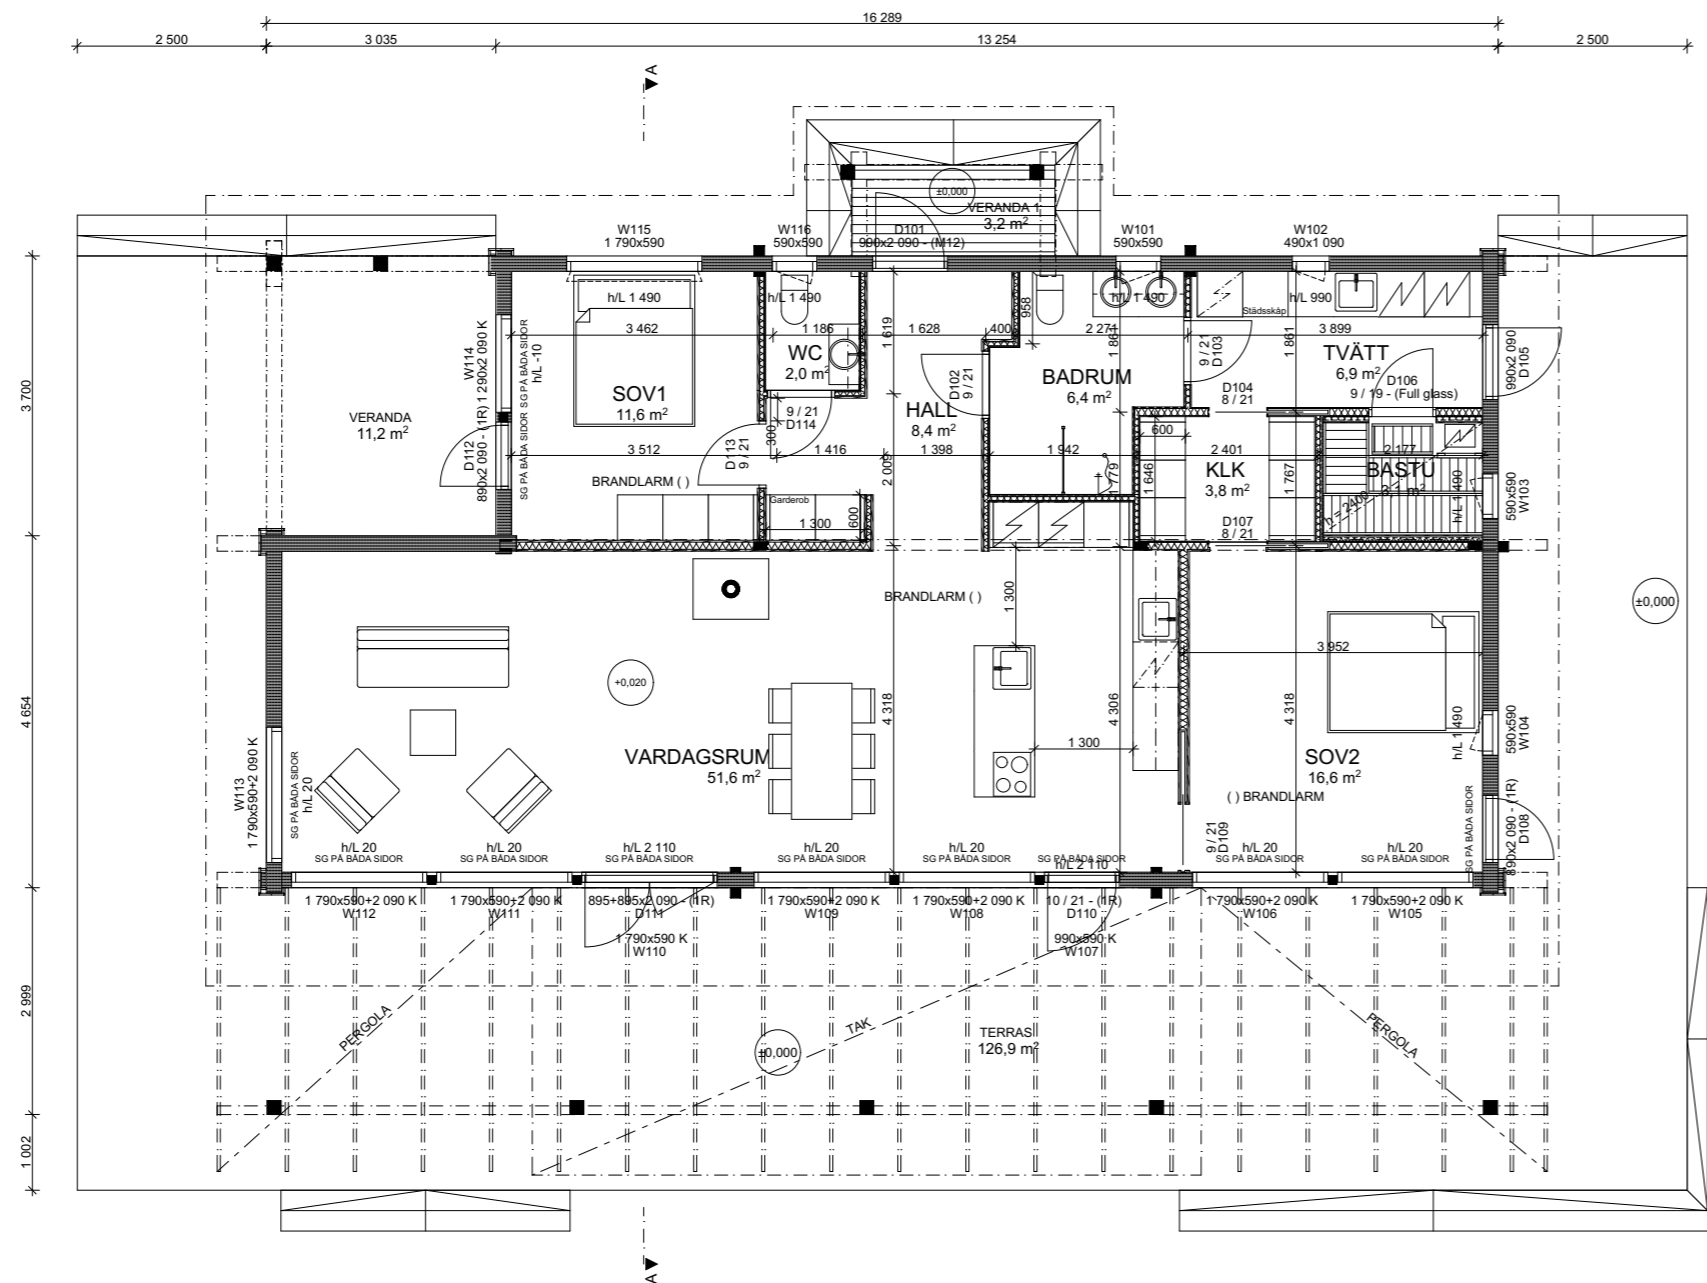 16 289
2 500
3 035
13 254
2 500
A
±0,000
VERANDA 1
3,2 m²
W115
1 790x590
W116
590x590
D101
990x2 090 - (M12)
W101
590x590
W102
490x1 090
h/L 1 490
h/L 1 490
h/L 1 490
h/L 990
Städsskåp
3 462
1 186
1 628
400
2 271
3 899
958
1 619
1 861
1 861
W114
1 290x2 090 K
SG PÅ BÅDA SIDOR
h/L -10
D112
890x2 090 - (1R)
SG PÅ BÅDA SIDOR
3 700
VERANDA
11,2 m²
SOV1
11,6 m²
WC
2,0 m²
9 / 21
D114
300
HALL
8,4 m²
D102
9 / 21
BADRUM
6,4 m²
9 / 21
D103
TVÄTT
6,9 m²
D104
8 / 21
D106
9 / 19 - (Full glass)
990x2 090
D105
3 512
D113
9 / 21
1 416
1 398
2 009
1 942
1 779
600
1 646
2 401
1 767
KLK
3,8 m²
2 177
BASTU
h = 2400
h/L 1 490
590x590
W103
BRANDLARM ( )
Garderob
1 300
600
D107
8 / 21
BRANDLARM ( )
1 300
±0,000
4 654
+0,020
4 318
4 306
4 318
3 952
1 300
VARDAGSRUM
51,6 m²
SOV2
16,6 m²
( ) BRANDLARM
h/L 1 490
590x590
W104
W113
1 790x590+2 090 K
SG PÅ BÅDA SIDOR
h/L 20
9 / 21
D109
SG PÅ BÅDA SIDOR
890x2 090 - (1R)
D108
h/L 20
SG PÅ BÅDA SIDOR
h/L 20
SG PÅ BÅDA SIDOR
h/L 2 110
SG PÅ BÅDA SIDOR
h/L 20
SG PÅ BÅDA SIDOR
h/L 20
SG PÅ BÅDA SIDOR
SG PÅ BÅDA SIDOR
h/L 2 110
h/L 20
SG PÅ BÅDA SIDOR
h/L 20
SG PÅ BÅDA SIDOR
1 790x590+2 090 K
W112
1 790x590+2 090 K
W111
895+895x2 090 - (1R)
D111
1 790x590 K
W110
1 790x590+2 090 K
W109
1 790x590+2 090 K
W108
10 / 21 - (1R)
D110
990x590 K
W107
1 790x590+2 090 K
W106
1 790x590+2 090 K
W105
2 999
PERGOLA
TAK
TERRAS
126,9 m²
PERGOLA
±0,000
1 002
A